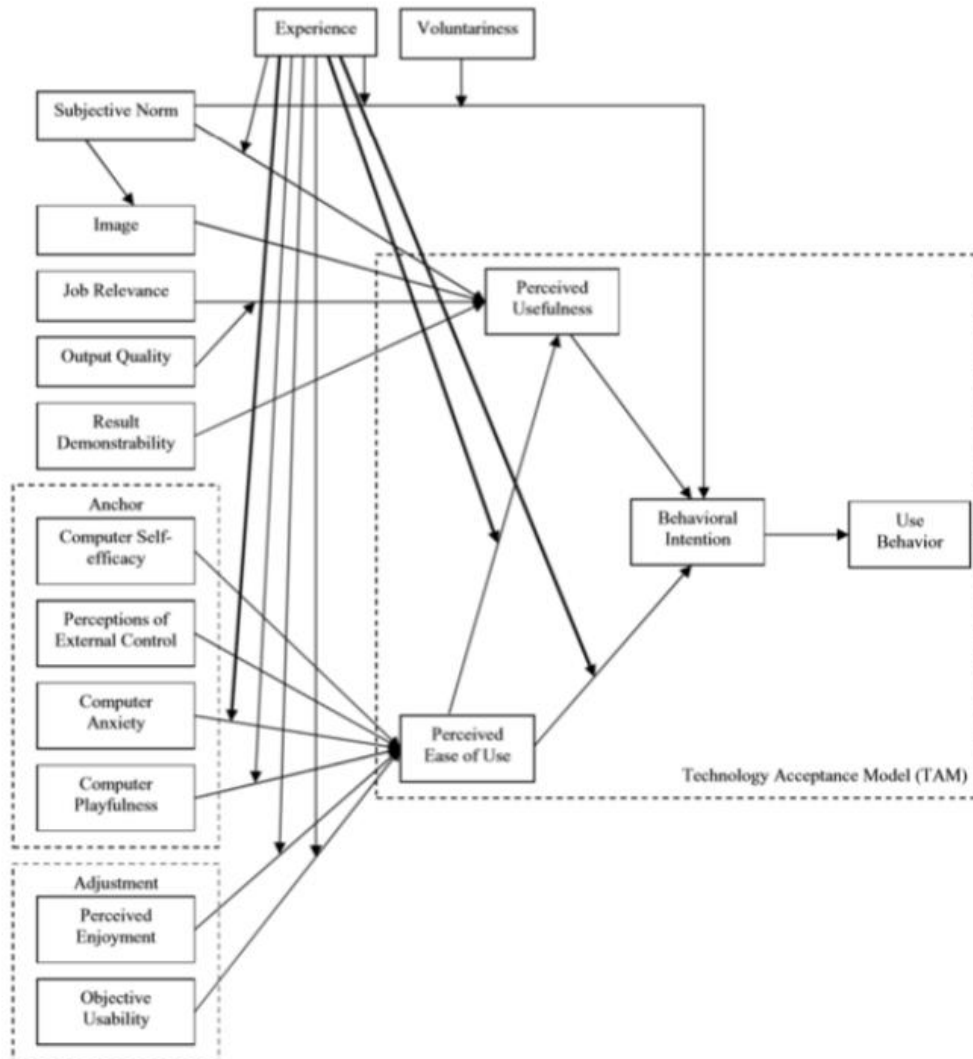 Experience
Voluntariness
Subjective Norm
Image
Job Relevance
Output Quality
Result
Demonstrability
Perceived
Usefulness
Anchor
Computer Self-
efficacy
Perceptions of
External Control
Computer
Anxiety
Computer
Playfulness
Behavioral
Intention
Use
Behavior
Perceived
Ease of Use
Technology Acceptance Model (TAM)
Adjustment
Perceived
Enjoyment
Objective
Usability